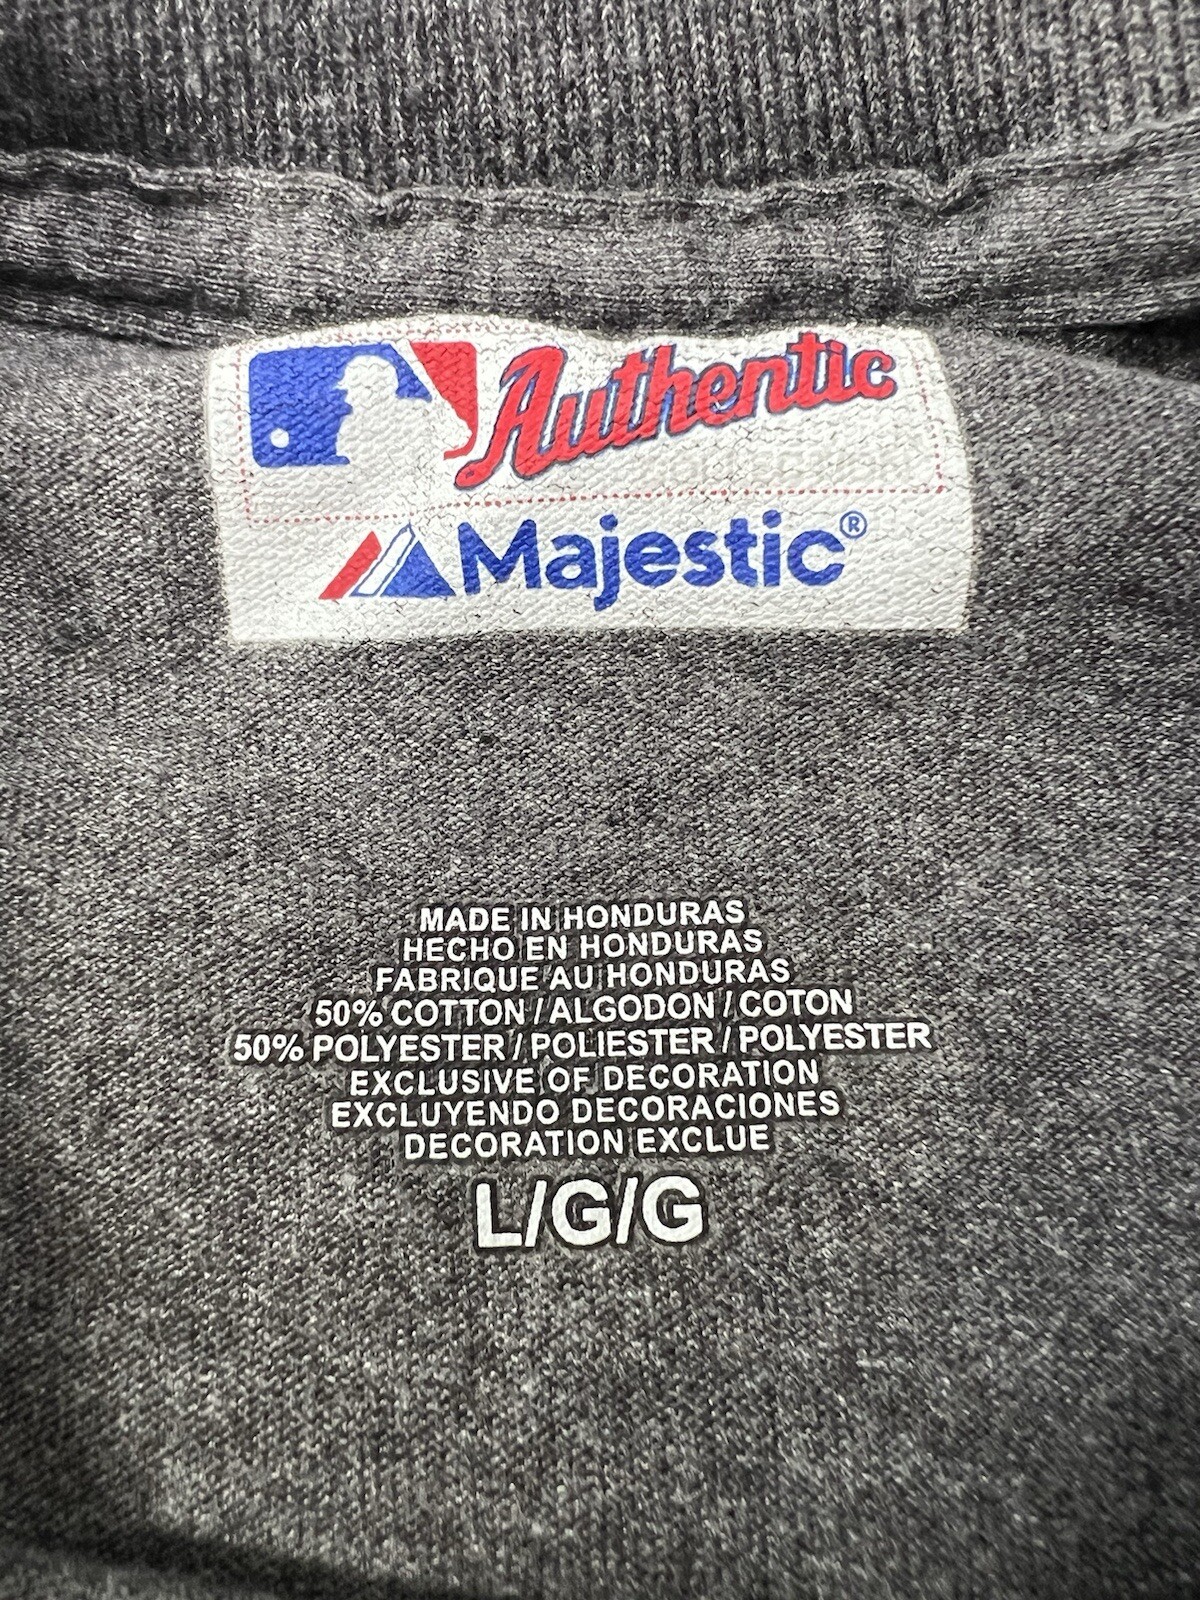 Authentic
Majestic®
MADE IN HONDURAS
HECHO EN HONDURAS
FABRIQUE AU HONDURAS
50% COTTON / ALGODON / COTON
50% POLYESTER / POLIESTER / POLYESTER
EXCLUSIVE OF DECORATION
EXCLUYENDO DECORACIONES
DECORATION EXCLUE
L/G/G